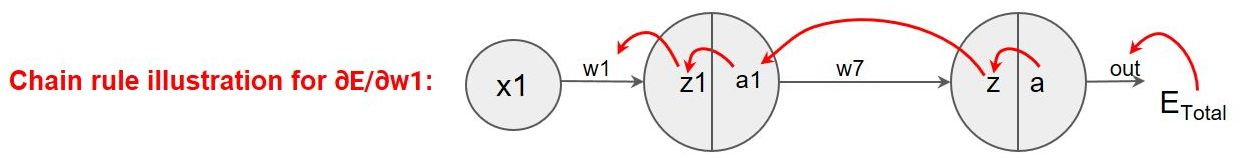 Chain rule illustration for ∂E/∂w1:
x1
w1
z1
a1
w7
z
a
out
E_Total